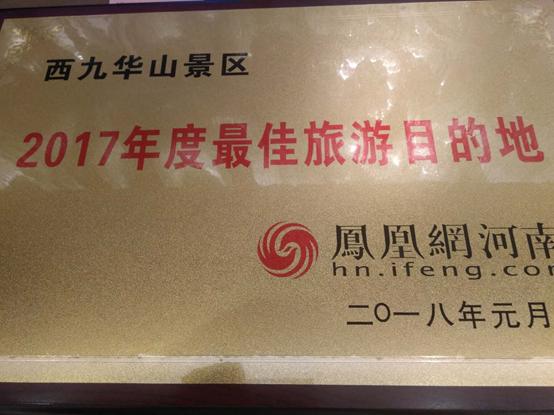 西九华山景区
2017年度最佳旅游目的地
鳳凰網河南
hn.ifeng.com
二〇一八年元月